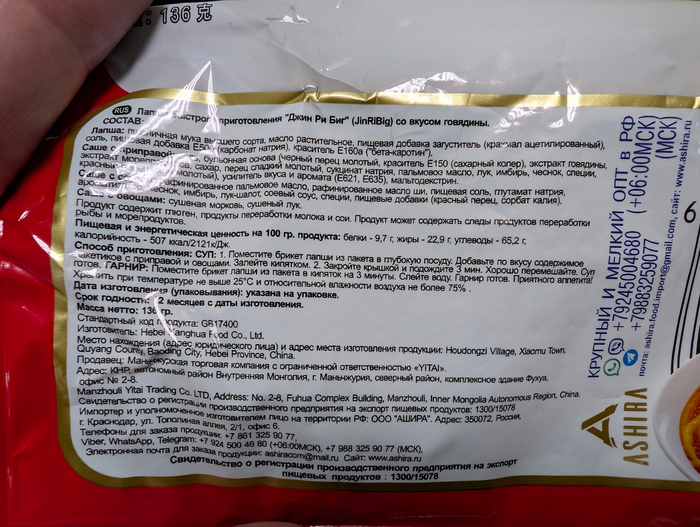 : 136 克
RUS Лапша быстрого приготовления "Джин Ри Биг" (JinRiBig) со вкусом говядины.
СОСТАВ:
Лапша: пшеничная мука высшего сорта, масло растительное, пищевая добавка загуститель (крахмал ацетилированный),
соль, пищевая добавка E50 (карбонат натрия), краситель E160a ("бета-каротин").
Саше с приправой: бульонная основа (черный перец молотый, краситель E150 (сахарный колер), экстракт говядины,
экстракт сахар, перец сладкий молотый, сукцинат натрия, пальмовое масло, лук, имбирь, чеснок, специи,
красный молотый), усилитель вкуса и аромата (E621, E635), мальтодекстрин.
Саше с рафинированное пальмовое масло, рафинированное масло ши, пищевая соль, глутамат натрия,
чеснок, имбирь, лук-шалот, соевый соус, специи, пищевые добавки (красный перец, сорбат калия).
Саше с овощами: сушеная морковь, сушеный лук.
Продукт содержит глютен, продукты переработки молока и сои. Продукт может содержать следы продуктов переработки
рыбы и морепродуктов.
Пищевая и энергетическая ценность на 100 гр. продукта: белки - 9,7 г, жиры - 22,9 г, углеводы - 65,2 г,
калорийность - 507 ккал/2121кДж.
Способ приготовления: СУП: 1. Поместите брикет лапши из пакета в глубокую посуду. Добавьте по вкусу содержимое
пакетиков с приправой и овощами. Залейте кипятком. 2. Закройте крышкой и подождите 3 мин. Хорошо перемешайте. Суп
готов. ГАРНИР: Поместите брикет лапши из пакета в кипяток на 3 минуты. Слейте воду. Гарнир готов. Приятного аппетита!
Хранить при температуре не выше 25°C и относительной влажности воздуха не более 75% .
Дата изготовления (упаковывания): указана на упаковке.
Срок годности: 12 месяцев с даты изготовления.
Масса нетто: 136 гр.
Стандартный код продукта: GB17400
Изготовитель: Hebei Yanghua Food Co., Ltd.
Место нахождения (адрес юридического лица) и адрес места изготовления продукции: Houdongzi Village, Xiaomu Town,
Quyang County, Baoding City, Hebei Province, China.
Продавец: Маньчжурская торговая компания с ограниченной ответственностью «YITAI».
Адрес: КНР, автономный район Внутренняя Монголия, г. Маньчжурия, северный район, комплексное здание Фухуа,
офис № 2-8.
Manzhouli Yitai Trading Co. LTD, Address: No. 2-8, Fuhua Complex Building, Manzhouli, Inner Mongolia Autonomous Region, China.
Свидетельство о регистрации производственного предприятия на экспорт пищевых продуктов: 1300/15078
Импортер и уполномоченное изготовителем лицо на территории РФ: ООО "АШИРА". Адрес: 350072, Россия,
г. Краснодар, ул. Тополиная аллея, 2/1, офис 6.
Телефоны для заказа продукции: +7 861 325 90 77,
Viber, WhatsApp, Telegram: +7 924 500 46 80 (+06:00МСК), +7 988 325 90 77 (МСК).
Электронная почта для заказа продукции: ashiracom@mail.ru Сайт: www.ashira.ru
Свидетельство о регистрации производственного предприятия на экспорт
пищевых продуктов : 1300/15078
КРУПНЫЙ И МЕЛКИЙ ОПТ В РФ
+79245004680 (+06:00МСК)
+79883259077 (МСК)
почта: ashira.food.import@gmail.com, сайт: www.ashira.ru
ASHIRA
6